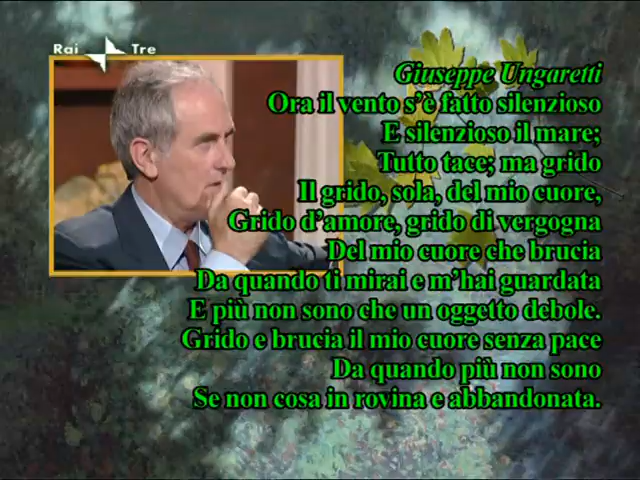 Rai Tre
Giuseppe Ungaretti
Ora il vento s'è fatto silenzioso
E silenzioso il mare;
Tutto tace; ma grido
Il grido, sola, del mio cuore,
Grido d'amore, grido di vergogna
Del mio cuore che brucia
Da quando ti mirai e m'hai guardata
E più non sono che un oggetto debole.
Grido e brucia il mio cuore senza pace
Da quando più non sono
Se non cosa in rovina e abbandonata.